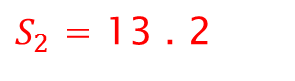 S₂ = 13.2